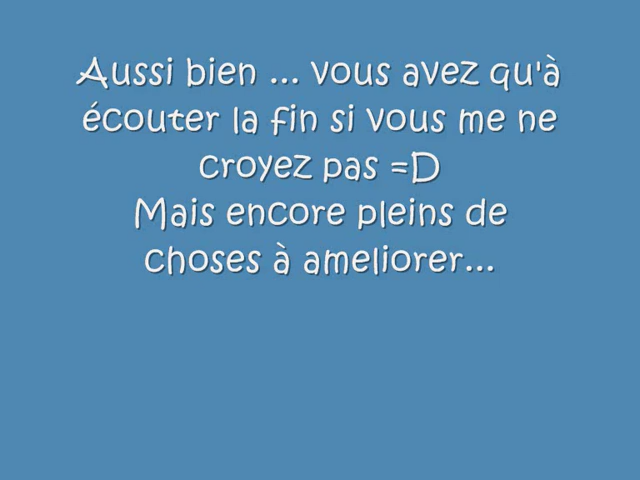 Aussi bien ... vous avez qu'à
écouter la fin si vous me ne
croyez pas =D
Mais encore pleins de
choses à ameliorer...